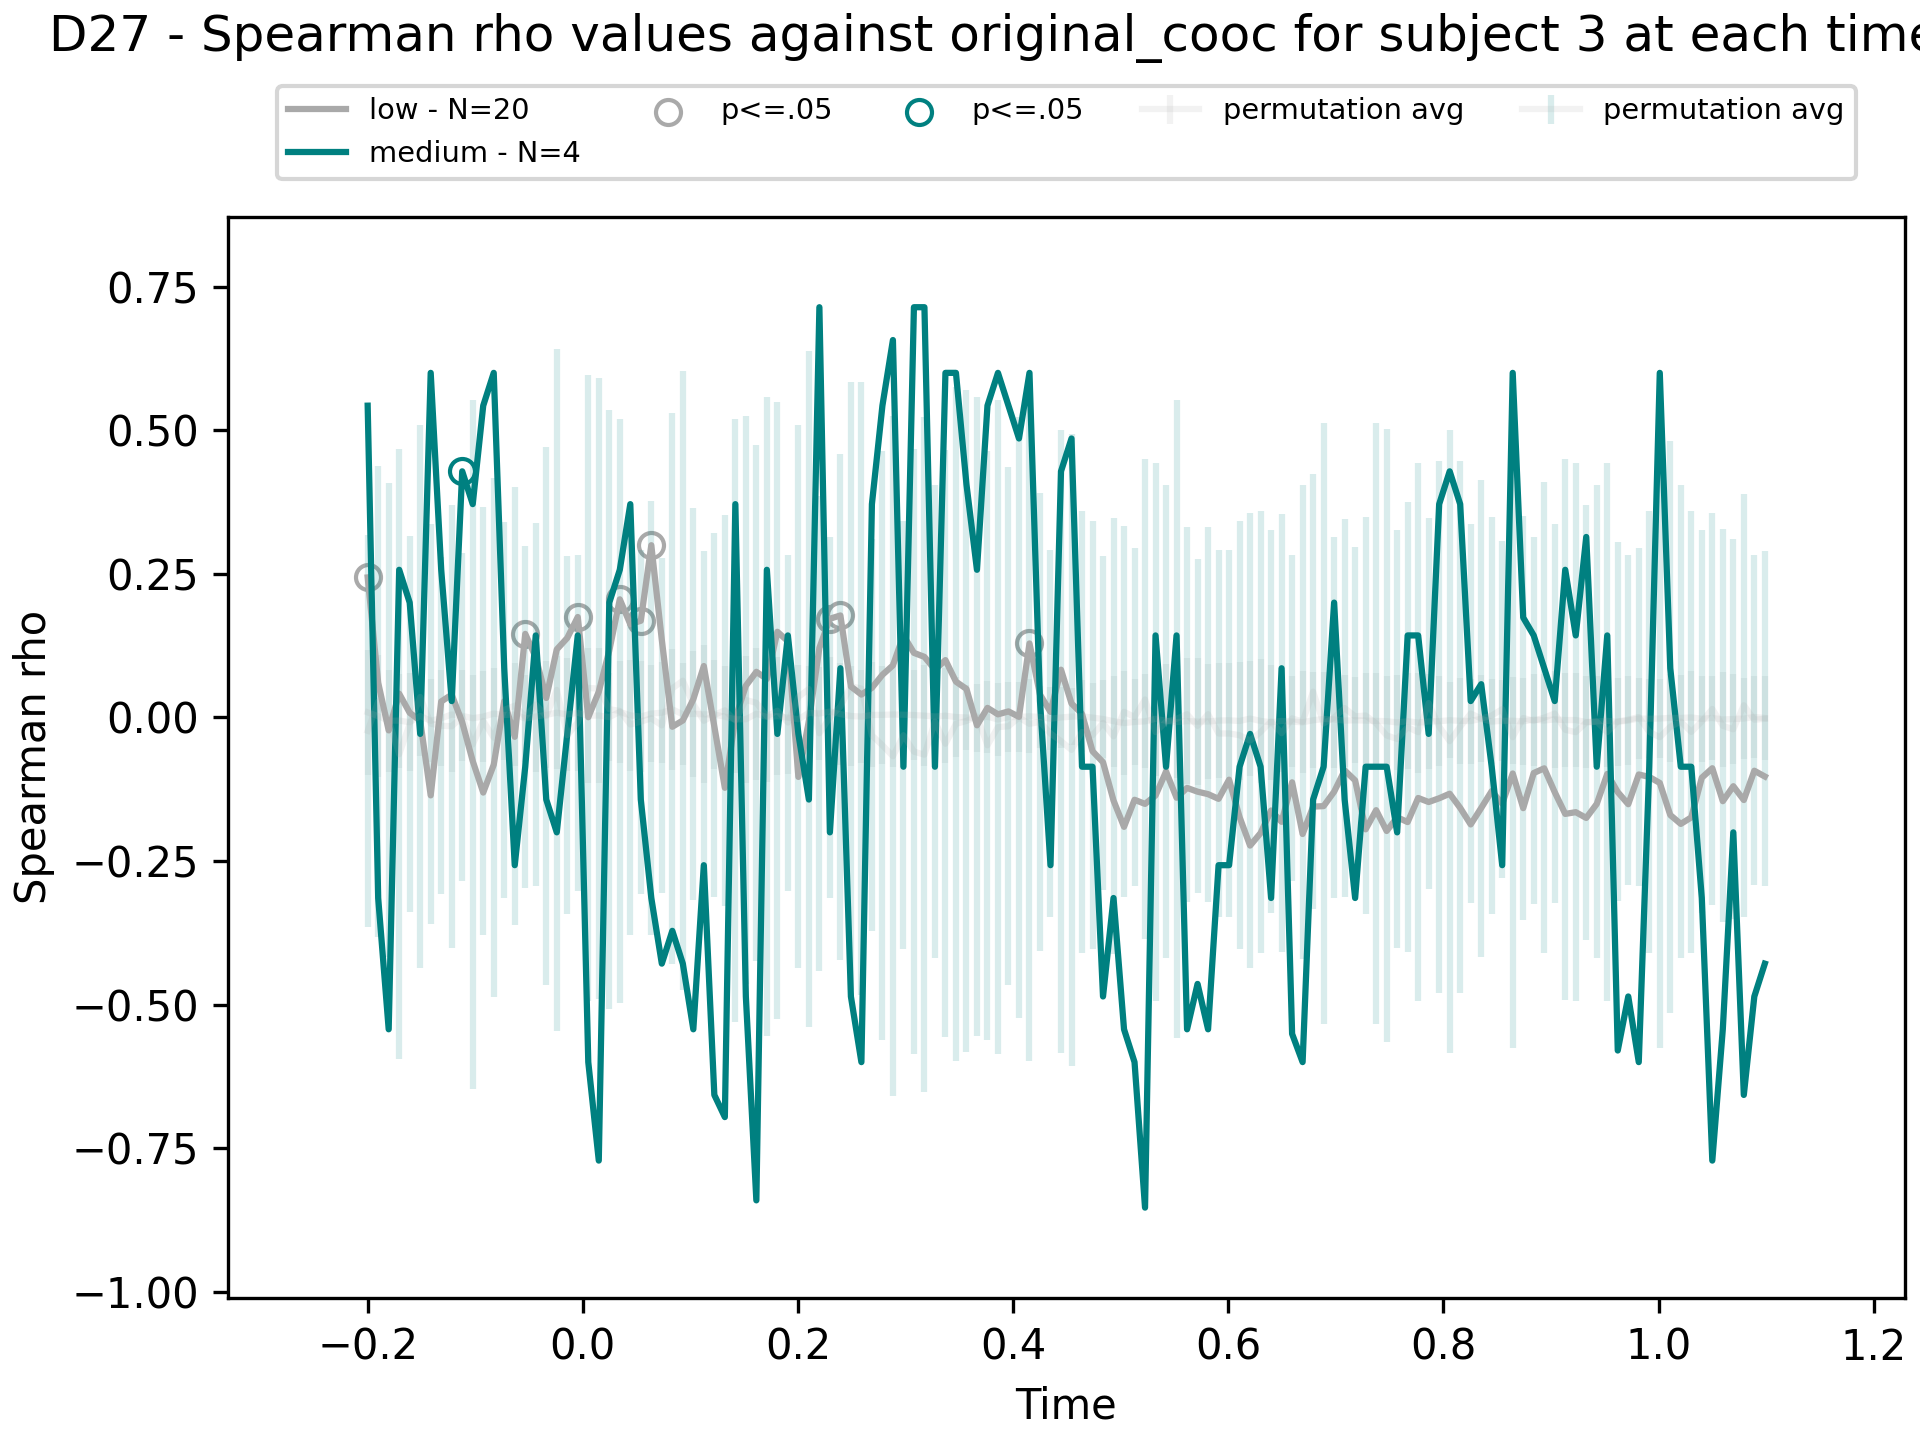 D27 - Spearman rho values against original_cooc for subject 3 at each time
low - N=20
medium - N=4
p<=.05
p<=.05
permutation avg
permutation avg
0.75
0.50
0.25
0.00
−0.25
−0.50
−0.75
−1.00
Spearman rho
−0.2 0.0 0.2 0.4 0.6 0.8 1.0 1.2
Time